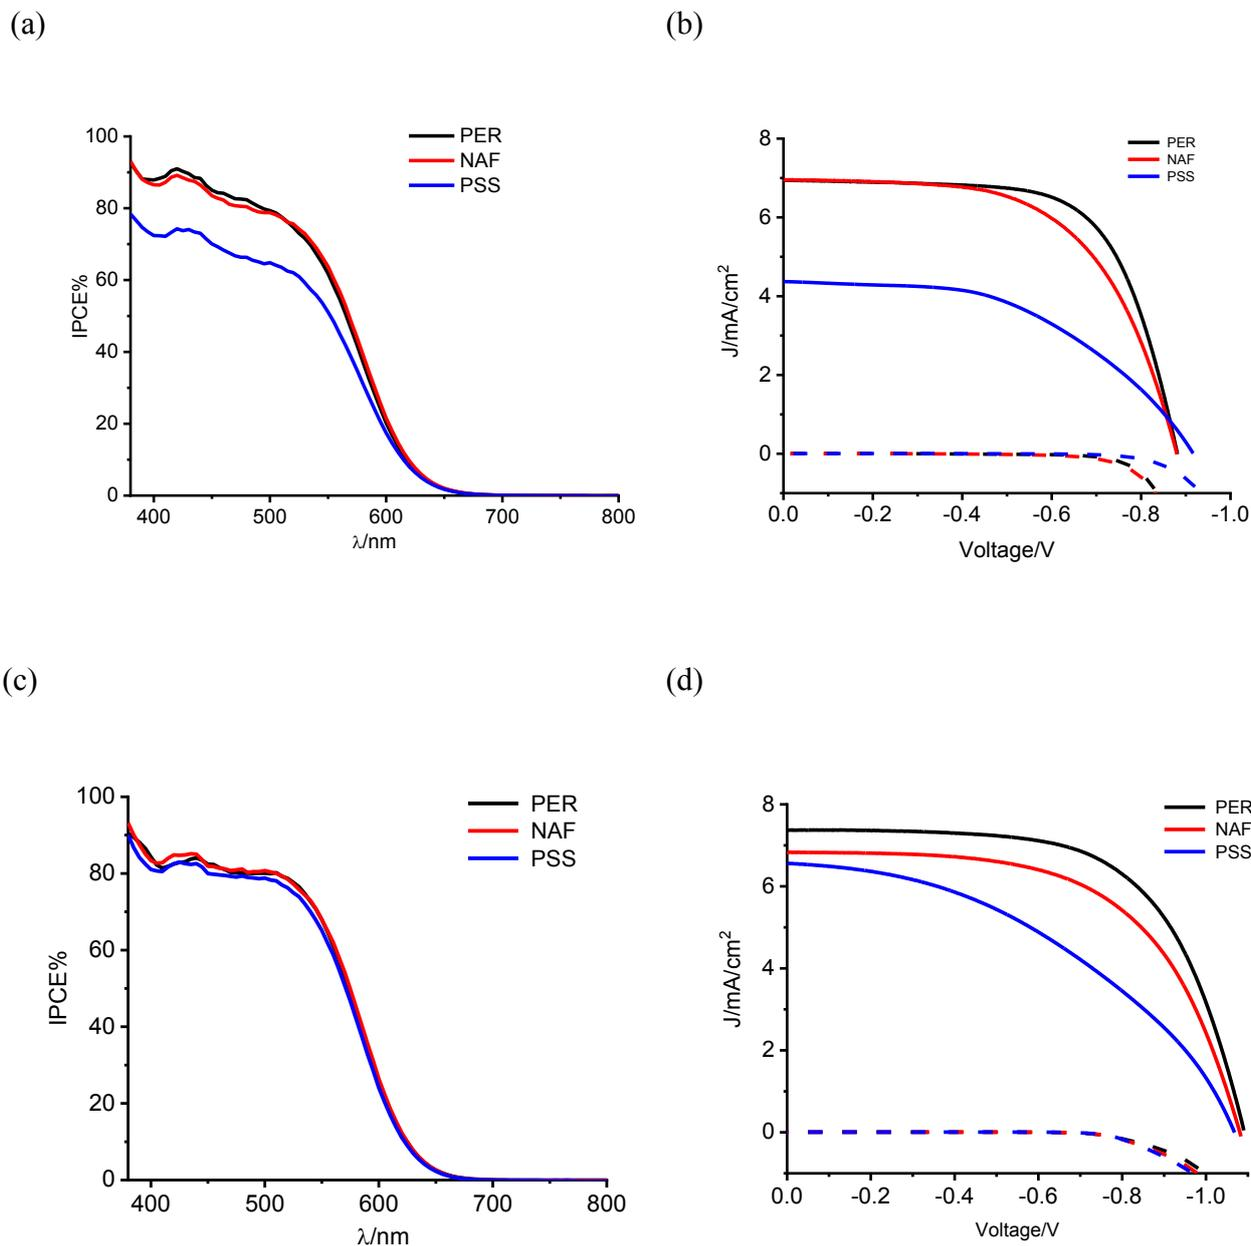 (a)
100
80
60
40
20
0
IPCE%
400 500 600 700 800
λ/nm
PER
NAF
PSS
(b)
8
6
4
2
0
J/mA/cm²
0.0 -0.2 -0.4 -0.6 -0.8 -1.0
Voltage/V
PER
NAF
PSS
(c)
100
80
60
40
20
0
IPCE%
400 500 600 700 800
λ/nm
PER
NAF
PSS
(d)
8
6
4
2
0
J/mA/cm²
0.0 -0.2 -0.4 -0.6 -0.8 -1.0
Voltage/V
PER
NAF
PSS